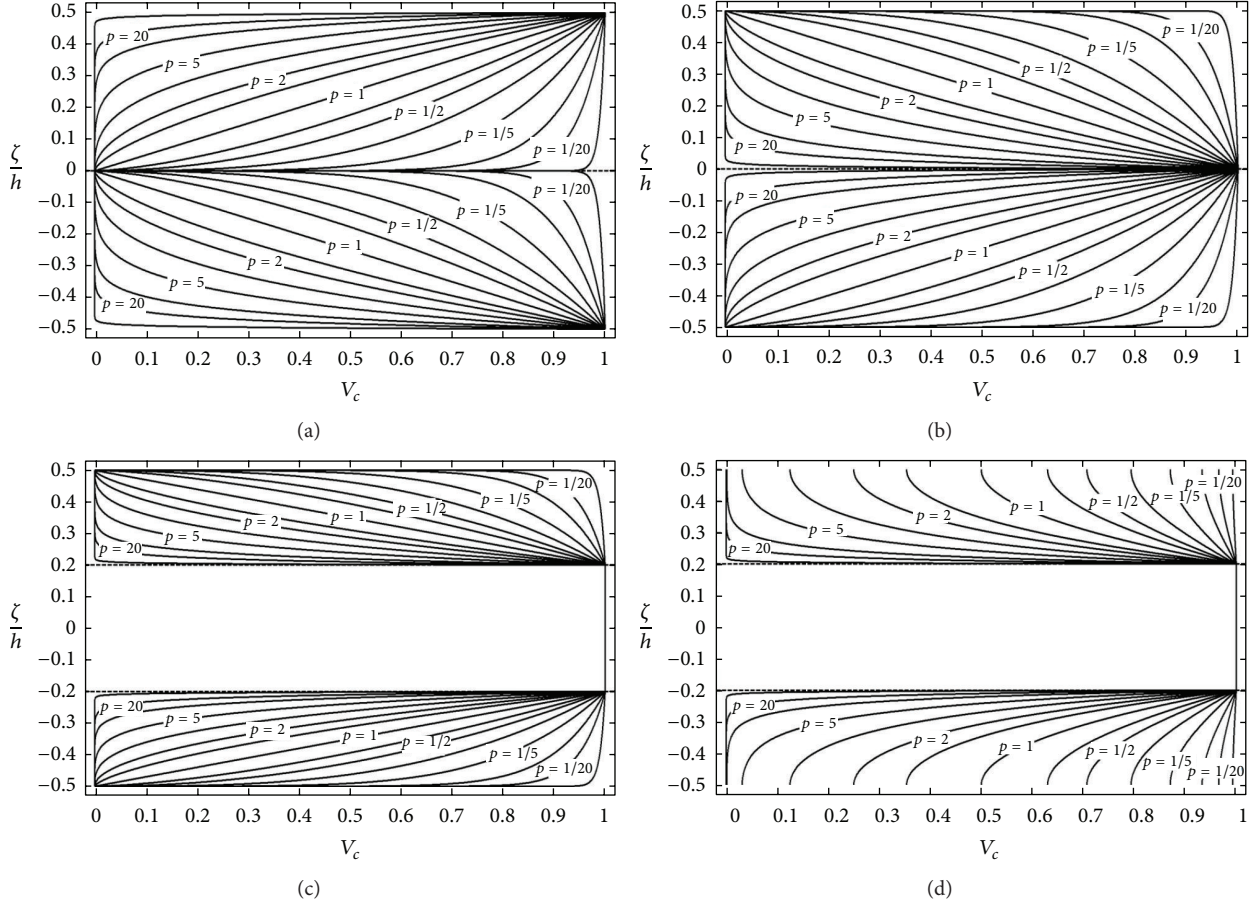 0.5
0.4
0.3
0.2
0.1
0
−0.1
−0.2
−0.3
−0.4
−0.5
ζ
h
p = 20
p = 5
p = 2
p = 1
p = 1/2
p = 1/5
p = 1/20
p = 1/20
p = 1/5
p = 1/2
p = 1
p = 2
p = 5
p = 20
0 0.1 0.2 0.3 0.4 0.5 0.6 0.7 0.8 0.9 1
V_c
(a)
0.5
0.4
0.3
0.2
0.1
0
−0.1
−0.2
−0.3
−0.4
−0.5
ζ
h
p = 1/20
p = 1/5
p = 1/2
p = 1
p = 2
p = 5
p = 20
p = 20
p = 5
p = 2
p = 1
p = 1/2
p = 1/5
p = 1/20
0 0.1 0.2 0.3 0.4 0.5 0.6 0.7 0.8 0.9 1
V_c
(b)
0.5
0.4
0.3
0.2
0.1
0
−0.1
−0.2
−0.3
−0.4
−0.5
ζ
h
p = 1/20
p = 1/5
p = 1/2
p = 1
p = 2
p = 5
p = 20
p = 20
p = 5
p = 2
p = 1
p = 1/2
p = 1/5
p = 1/20
0 0.1 0.2 0.3 0.4 0.5 0.6 0.7 0.8 0.9 1
V_c
(c)
0.5
0.4
0.3
0.2
0.1
0
−0.1
−0.2
−0.3
−0.4
−0.5
ζ
h
p = 1/20
p = 1/5
p = 1/2
p = 1
p = 2
p = 5
p = 20
p = 20
p = 5
p = 2
p = 1
p = 1/2
p = 1/5
p = 1/20
0 0.1 0.2 0.3 0.4 0.5 0.6 0.7 0.8 0.9 1
V_c
(d)